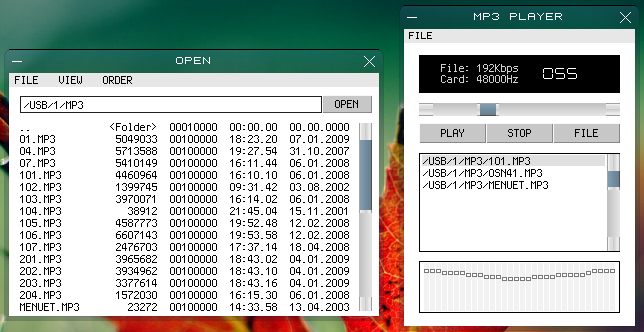 OPEN
FILE VIEW ORDER
/USB/1/MP3 OPEN
.. <Folder> 00010000 00:00.00 00.00.0000
01.MP3 5049033 00100000 18:23.20 07.01.2009
04.MP3 5713588 00100000 19:27.54 31.10.2007
07.MP3 5410149 00100000 16:11.44 06.01.2008
101.MP3 4460964 00100000 16:10.10 06.01.2008
102.MP3 1399745 00100000 09:31.42 03.08.2002
103.MP3 3970071 00100000 16:14.02 06.01.2008
104.MP3 38912 00100000 21:45.04 15.11.2001
105.MP3 4587773 00100000 19:52.48 12.02.2008
106.MP3 6607143 00100000 19:53.58 12.02.2008
107.MP3 2476703 00100000 17:37.14 18.04.2008
201.MP3 3965682 00100000 18:43.02 04.01.2009
202.MP3 3934962 00100000 18:43.10 04.01.2009
203.MP3 3377614 00100000 18:43.16 04.01.2009
204.MP3 1572030 00100000 16:15.30 06.01.2008
MENUET.MP3 23272 00100000 14:33.58 13.04.2003
MP3 PLAYER
FILE
File: 192Kbps
Card: 48000Hz
OSS
PLAY STOP FILE
/USB/1/MP3/101.MP3
/USB/1/MP3/OSN41.MP3
/USB/1/MP3/MENUET.MP3